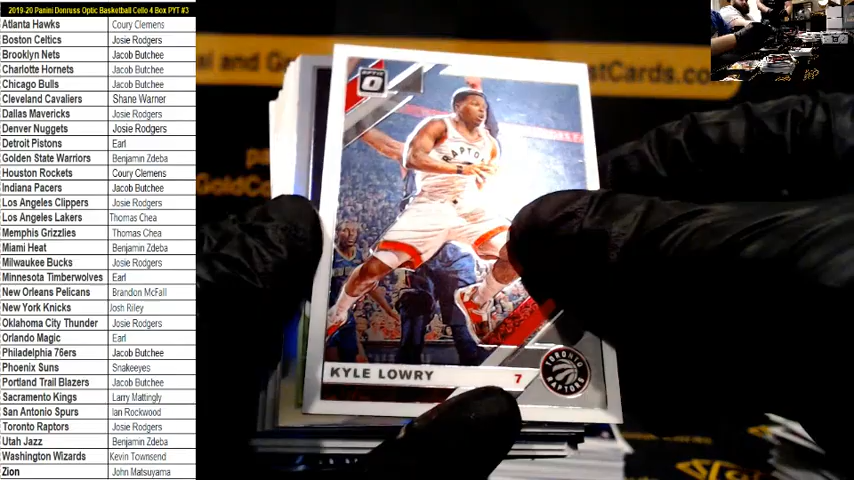 2019-20 Panini Donruss Optic Basketball Cello 4 Box PYT #3
Atlanta Hawks Coury Clemens
Boston Celtics Josie Rodgers
Brooklyn Nets Jacob Butchee
Charlotte Hornets Jacob Butchee
Chicago Bulls Jacob Butchee
Cleveland Cavaliers Shane Warner
Dallas Mavericks Josie Rodgers
Denver Nuggets Josie Rodgers
Detroit Pistons Earl
Golden State Warriors Benjamin Zdeba
Houston Rockets Coury Clemens
Indiana Pacers Jacob Butchee
Los Angeles Clippers Josie Rodgers
Los Angeles Lakers Thomas Chea
Memphis Grizzlies Thomas Chea
Miami Heat Benjamin Zdeba
Milwaukee Bucks Josie Rodgers
Minnesota Timberwolves Earl
New Orleans Pelicans Brandon McFall
New York Knicks Josh Riley
Oklahoma City Thunder Josie Rodgers
Orlando Magic Earl
Philadelphia 76ers Jacob Butchee
Phoenix Suns Snakeeyes
Portland Trail Blazers Jacob Butchee
Sacramento Kings Larry Mattingly
San Antonio Spurs Ian Rockwood
Toronto Raptors Josie Rodgers
Utah Jazz Benjamin Zdeba
Washington Wizards Kevin Townsend
Zion John Matsuyama
OPTIC
RAPTORS
KYLE LOWRY 7
TORONTO
RAPTORS
and
stCards.com